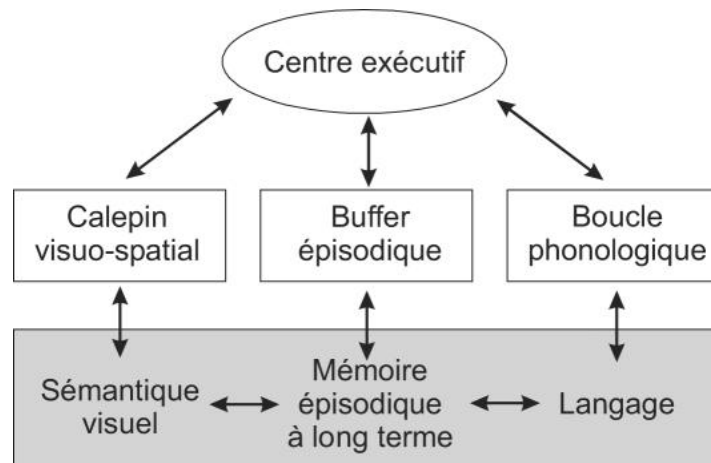 Centre exécutif
Calepin
visuo-spatial
Buffer
épisodique
Boucle
phonologique
Sémantique
visuel
Mémoire
épisodique
à long terme
Langage